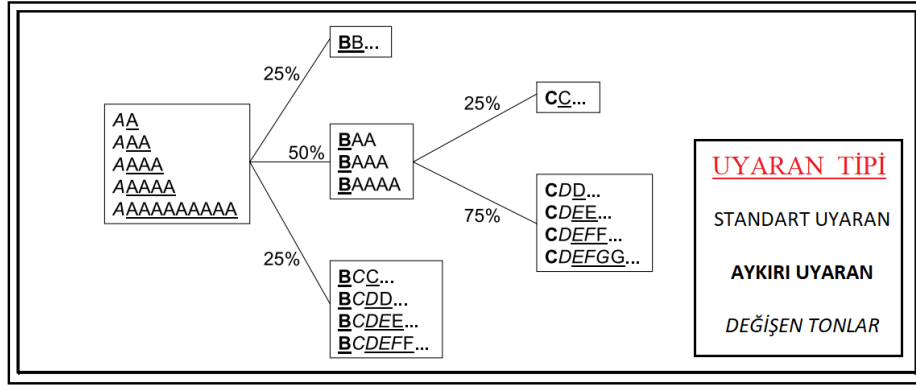 BB...
25%
AA
AAA
AAAA
AAAAA
AAAAAAAAAA
50%
BAA
BAAA
BAAAA
25%
CC...
75%
CDD...
CDEE...
CDEFF...
CDEFGG...
25%
BCC...
BCDD...
BCDEE...
BCDEFF...
UYARAN TİPİ
STANDART UYARAN
AYKIRI UYARAN
DEĞİŞEN TONLAR